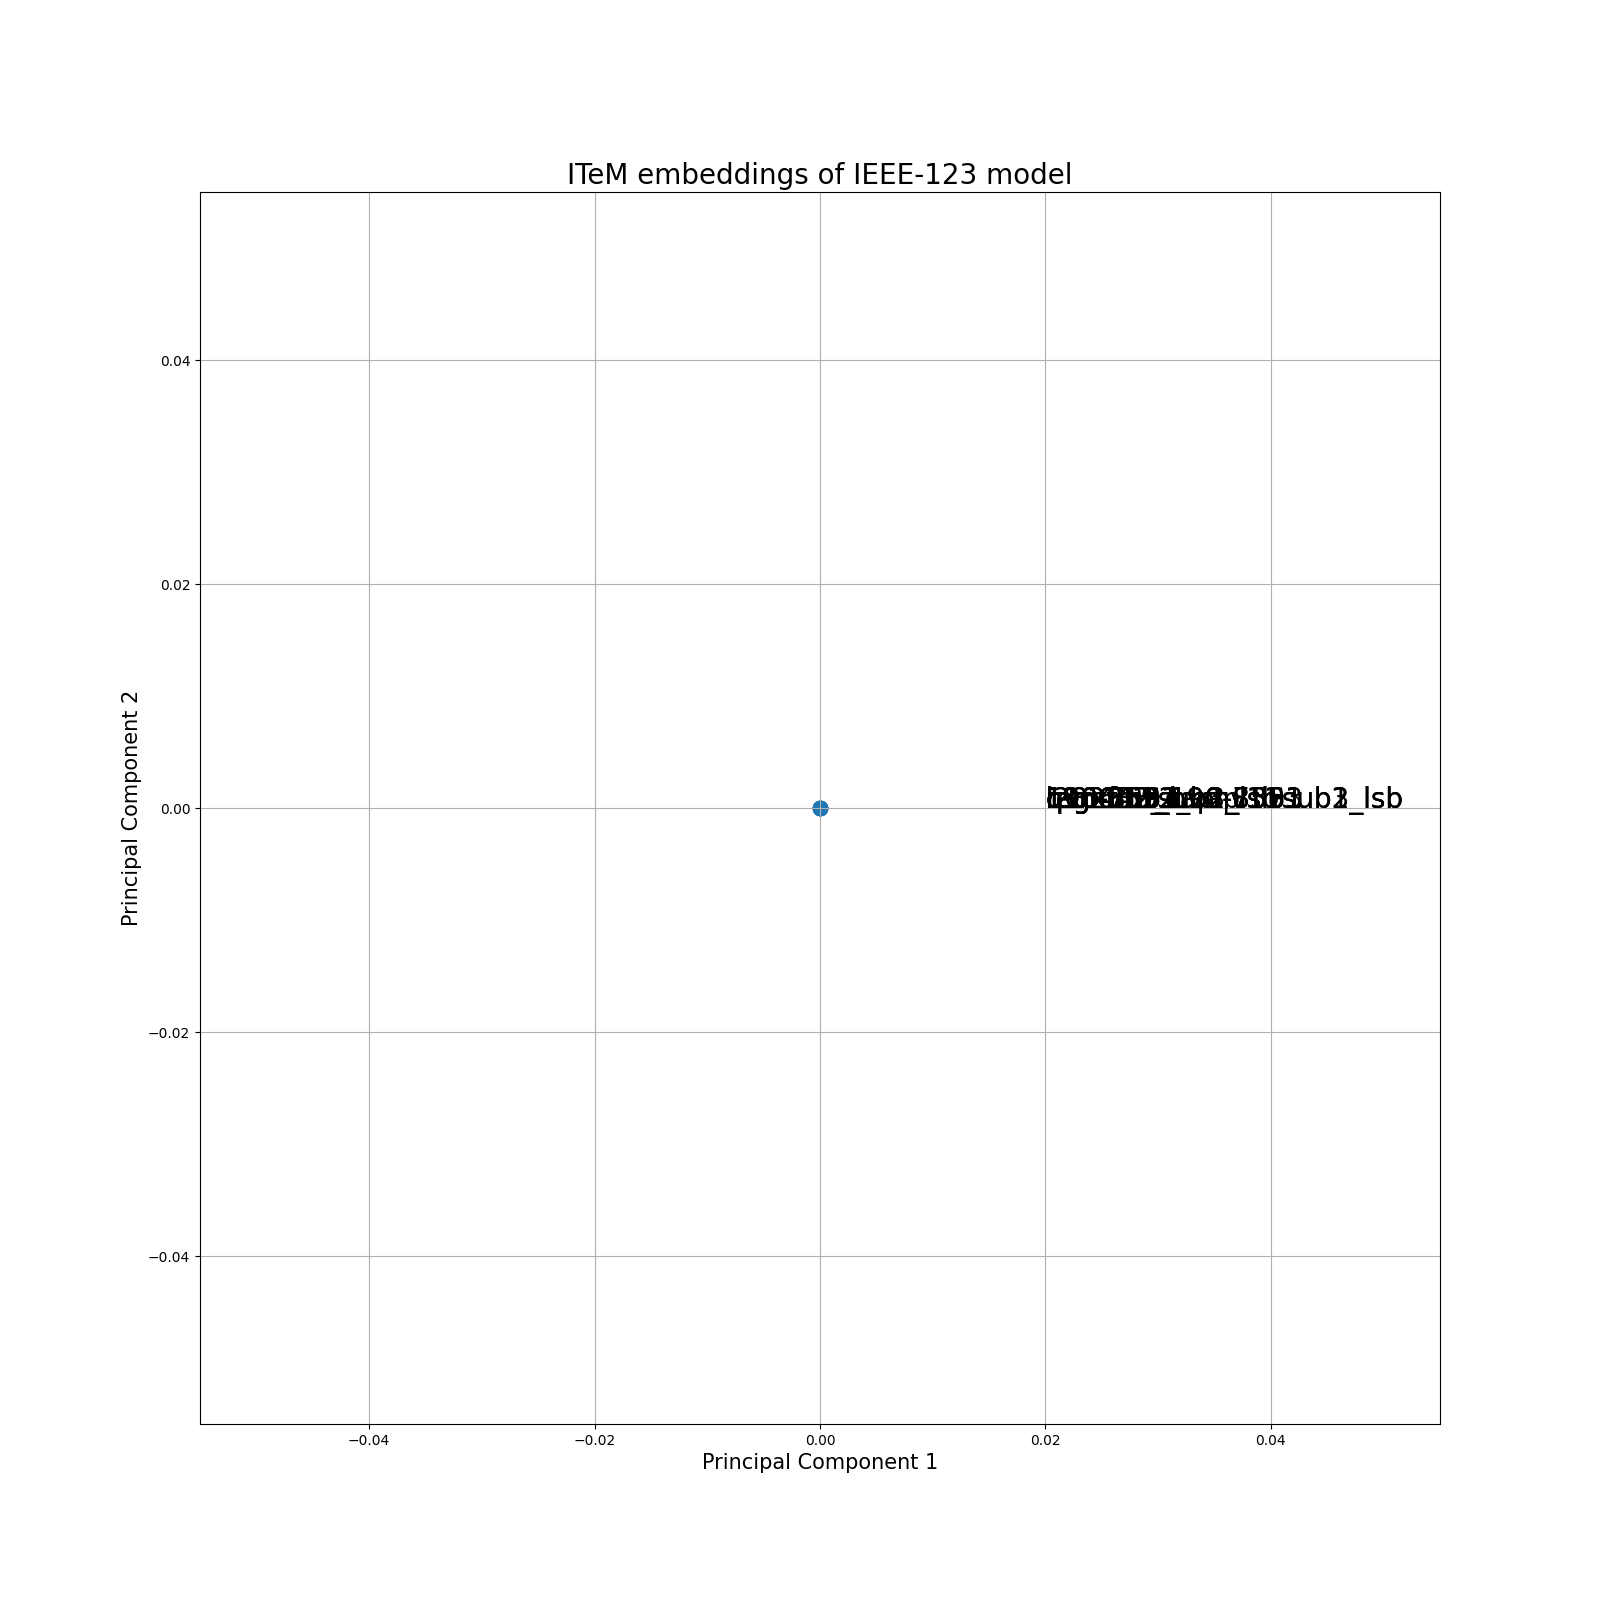 ITeM embeddings of IEEE-123 model
0.04
0.02
Principal Component 2
0.00
−0.02
−0.04
−0.04 −0.02 0.00 0.02 0.04
Principal Component 1